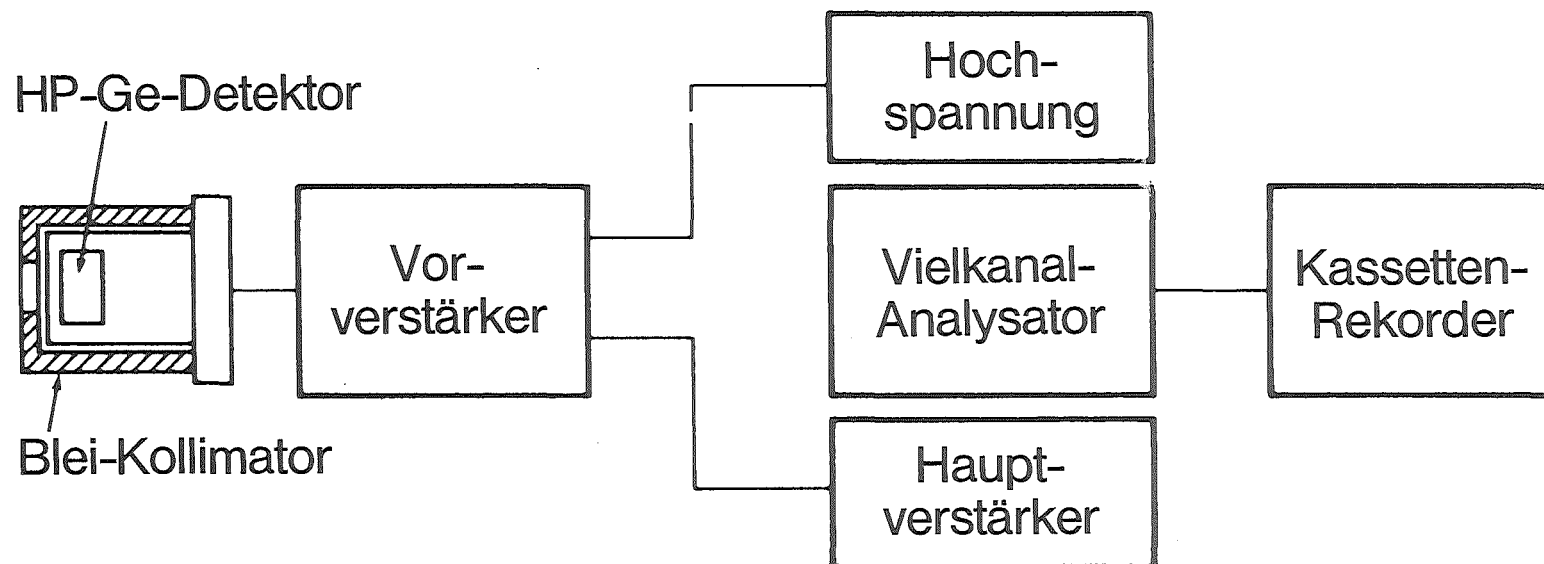 HP-Ge-Detektor
Blei-Kollimator
Vor-
verstärker
Hoch-
spannung
Vielkanal-
Analysator
Haupt-
verstärker
Kassetten-
Rekorder